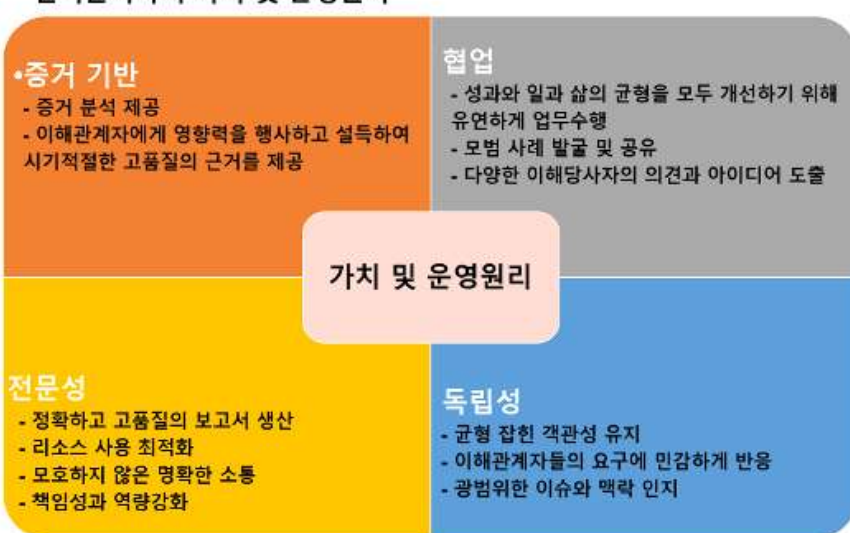 •증거 기반
- 증거 분석 제공
- 이해관계자에게 영향력을 행사하고 설득하여
시기적절한 고품질의 근거를 제공
협업
- 성과와 일과 삶의 균형을 모두 개선하기 위해
유연하게 업무수행
- 모범 사례 발굴 및 공유
- 다양한 이해당사자의 의견과 아이디어 도출
가치 및 운영원리
전문성
- 정확하고 고품질의 보고서 생산
- 리소스 사용 최적화
- 모호하지 않은 명확한 소통
- 책임성과 역량강화
독립성
- 균형 잡힌 객관성 유지
- 이해관계자들의 요구에 민감하게 반응
- 광범위한 이슈와 맥락 인지